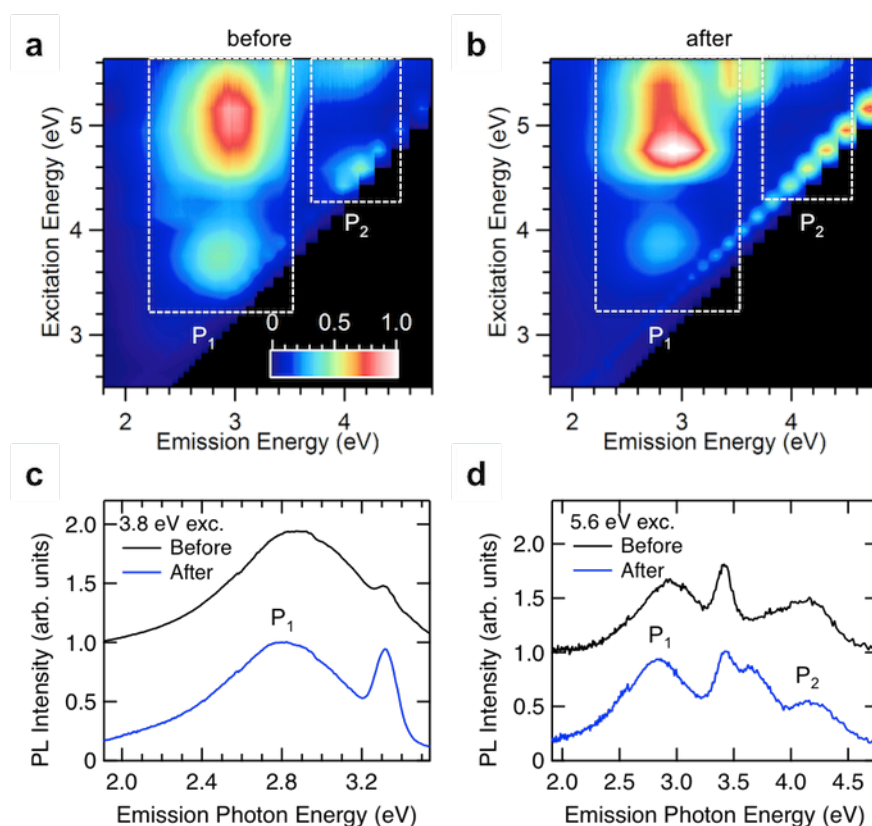 a
before
Excitation Energy (eV)
5
4
3
P1
P2
0 0.5 1.0
2 3 4
Emission Energy (eV)
b
after
Excitation Energy (eV)
5
4
3
P1
P2
2 3 4
Emission Energy (eV)
c
3.8 eV exc.
Before
After
P1
PL Intensity (arb. units)
2.0
1.5
1.0
0.5
0
2.0 2.4 2.8 3.2
Emission Photon Energy (eV)
d
5.6 eV exc.
Before
After
P1
P2
PL Intensity (arb. units)
2.0
1.5
1.0
0.5
0
2.0 2.5 3.0 3.5 4.0 4.5
Emission Photon Energy (eV)